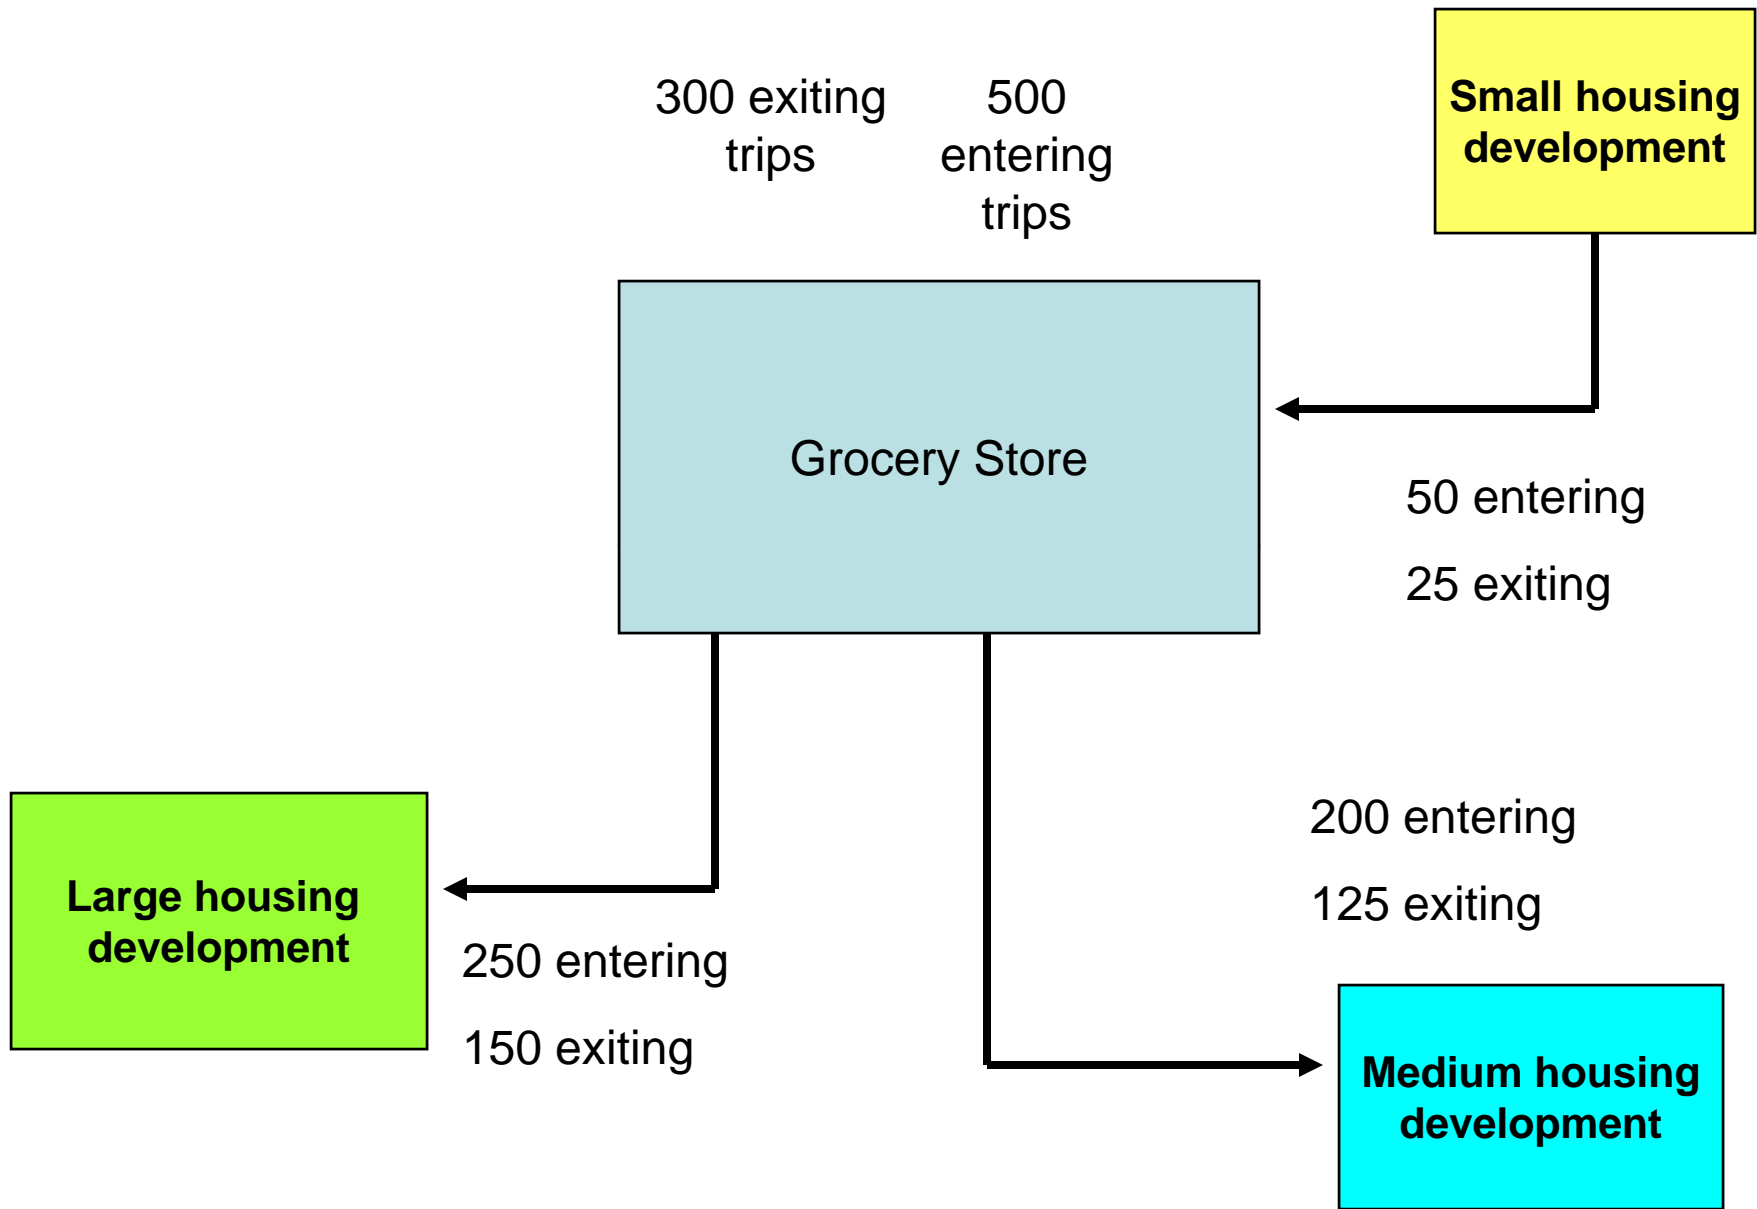 300 exiting
trips
500
entering
trips
Small housing
development
Grocery Store
50 entering
25 exiting
200 entering
125 exiting
Large housing
development
250 entering
150 exiting
Medium housing
development